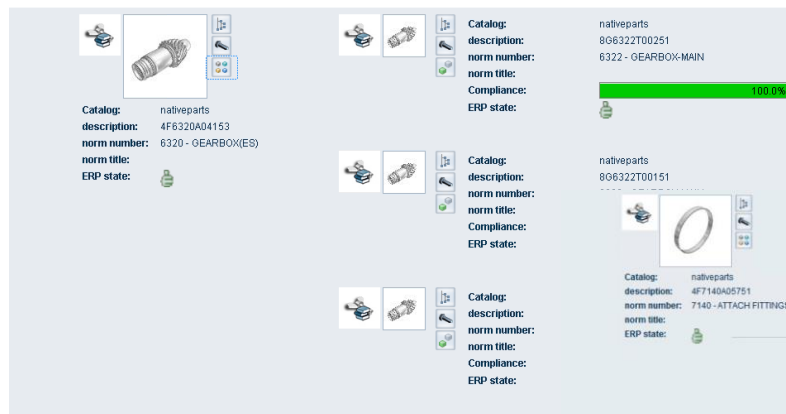 Catalog: nativeparts
description: 4F6320A04153
norm number: 6320 - GEARBOX(ES)
norm title:
ERP state:
Catalog: nativeparts
description: 8G6322T00251
norm number: 6322 - GEARBOX-MAIN
norm title:
Compliance: 100.0%
ERP state:
Catalog: nativeparts
description: 8G6322T00151
norm number:
norm title:
Compliance:
ERP state:
Catalog: nativeparts
description: 4F7140A05751
norm number: 7140 - ATTACH FITTINGS
norm title:
ERP state:
Catalog:
description:
norm number:
norm title:
Compliance:
ERP state: